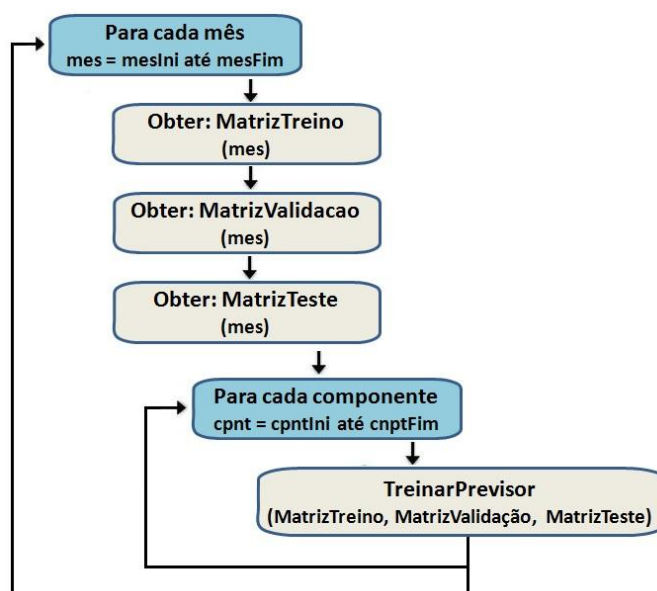 Para cada mês
mes = mesIni até mesFim
Obter: MatrizTreino
(mes)
Obter: MatrizValidacao
(mes)
Obter: MatrizTeste
(mes)
Para cada componente
cpnt = cpntIni até cnptFim
TreinarPrevisor
(MatrizTreino, MatrizValidação, MatrizTeste)